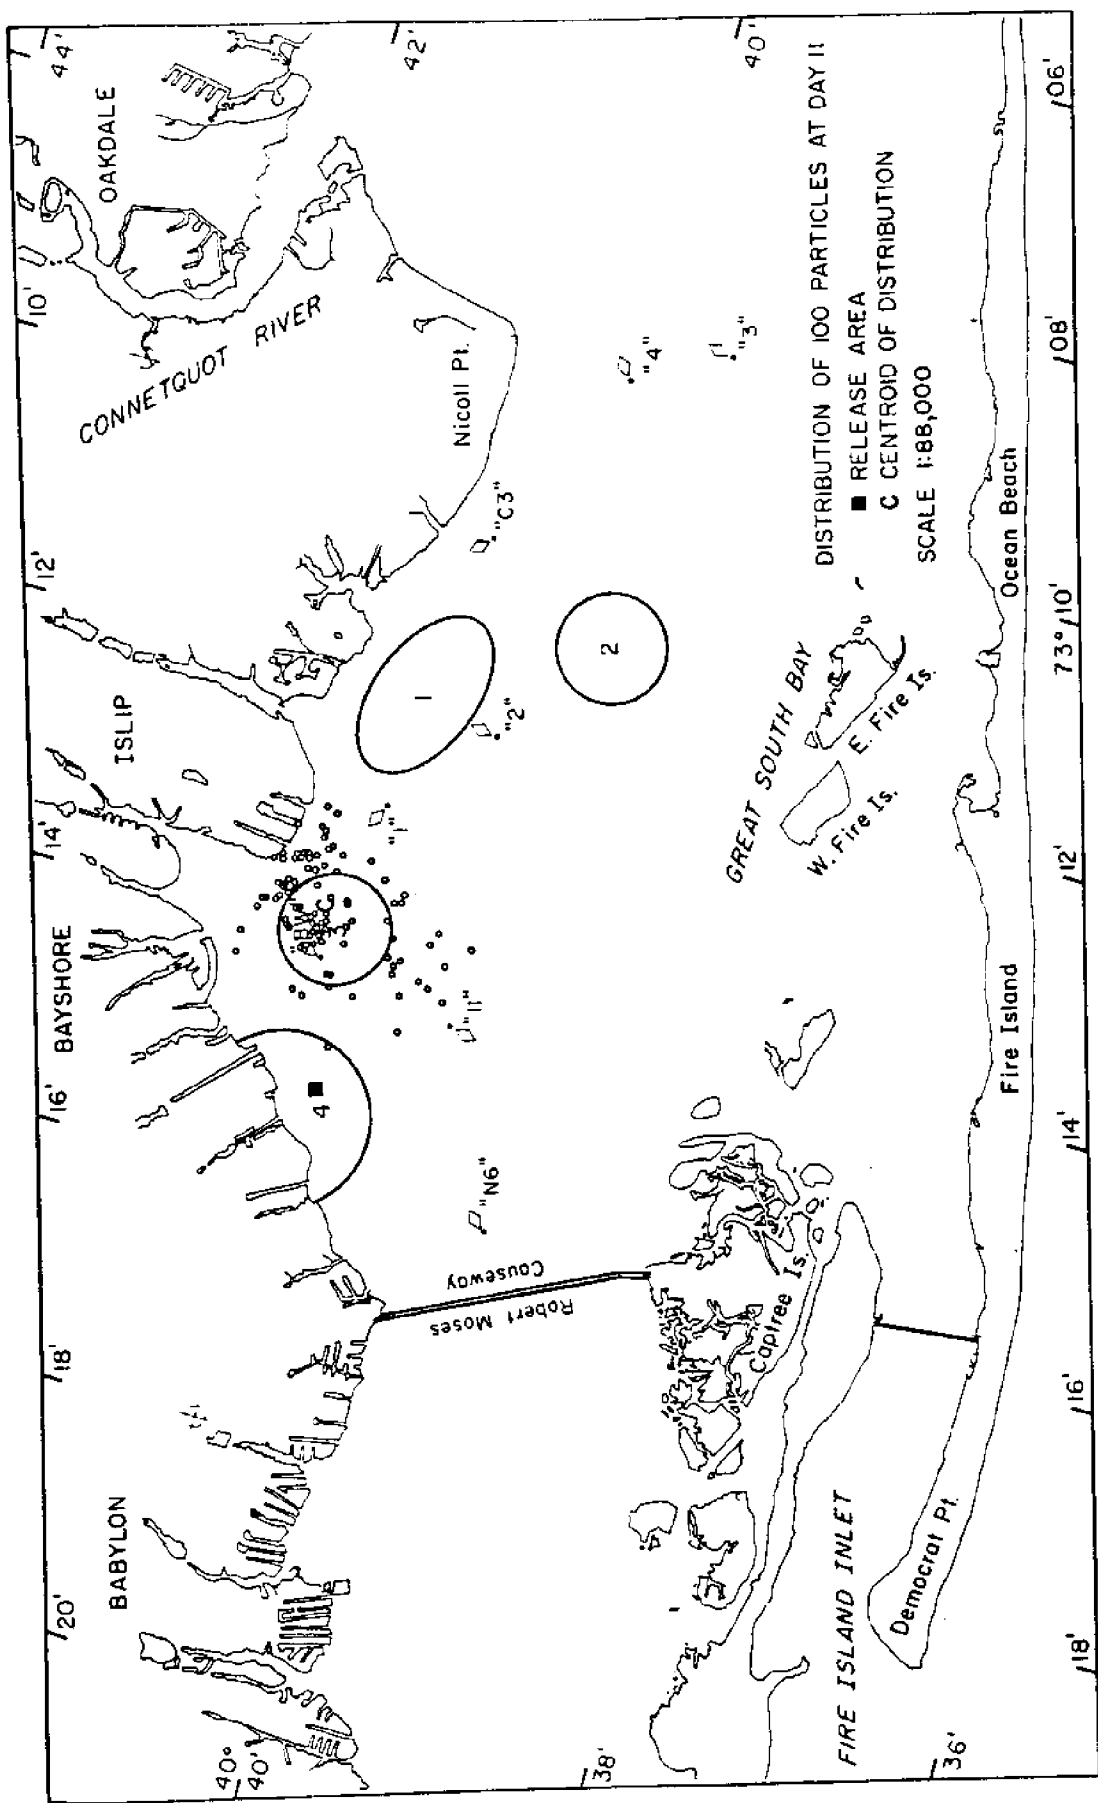 44'
42'
40'
06'
OAKDALE
10'
CONNETQUOT RIVER
Nicoll Pt.
"4"
"3"
08'
DISTRIBUTION OF 100 PARTICLES AT DAY 11
■ RELEASE AREA
C CENTROID OF DISTRIBUTION
SCALE 1:88,000
12'
"C3"
Ocean Beach
73° 10'
ISLIP
1
2
"2"
GREAT SOUTH BAY
E. Fire Is.
W. Fire Is.
14'
"1"
12'
BAYSHORE
C
"11"
Fire Island
16'
4
14'
"N6"
Robert Moses
Causeway
Captree Is.
18'
16'
BABYLON
20'
FIRE ISLAND INLET
Democrat Pt.
40°
40'
38'
36'
18'